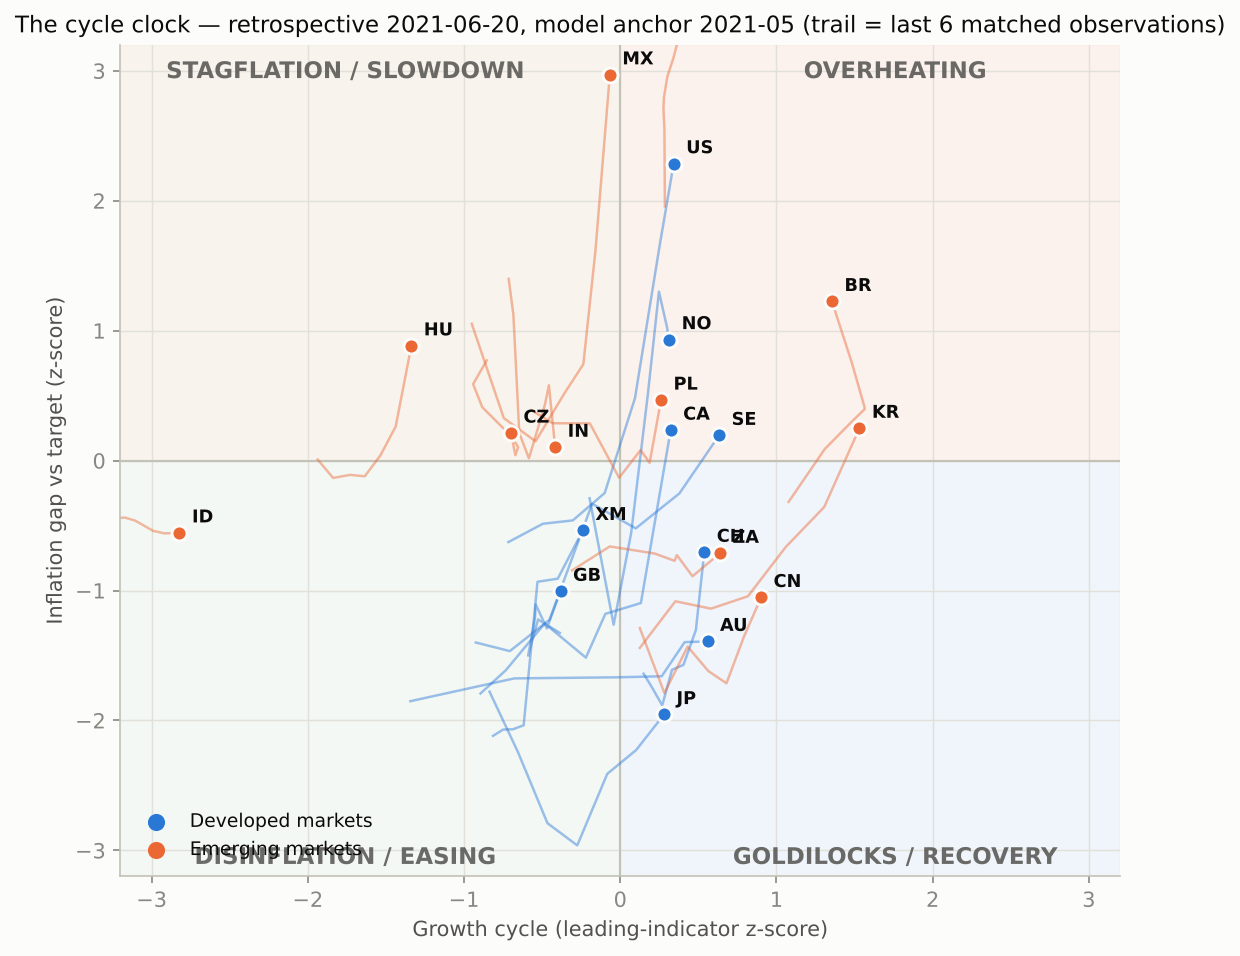 The cycle clock — retrospective 2021-06-20, model anchor 2021-05 (trail = last 6 matched observations)
STAGFLATION / SLOWDOWN
OVERHEATING
MX
US
BR
NO
HU
PL
CA
SE
KR
CZ
IN
ID
XM
CH
ZA
GB
CN
AU
JP
Developed markets
Emerging markets
DISINFLATION / EASING
GOLDILOCKS / RECOVERY
3
2
1
0
−1
−2
−3
−3
−2
−1
0
1
2
3
Inflation gap vs target (z-score)
Growth cycle (leading-indicator z-score)